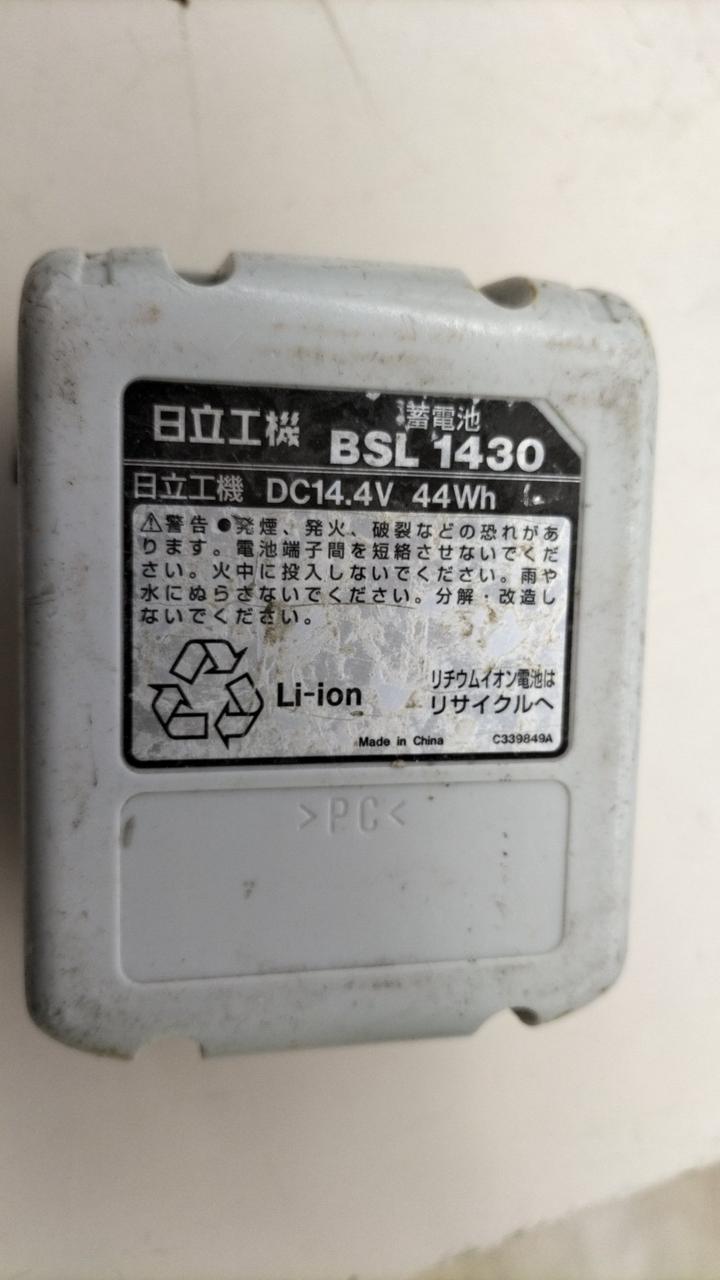 日立工機
蓄電池
BSL 1430
日立工機 DC14.4V 44Wh
⚠警告 ●発煙、発火、破裂などの恐れがあ
ります。電池端子間を短絡させないでくだ
さい。火中に投入しないでください。雨や
水にぬらさないでください。分解・改造し
ないでください。
Li-ion
リチウムイオン電池は
リサイクルへ
Made in China C339849A
>PC<